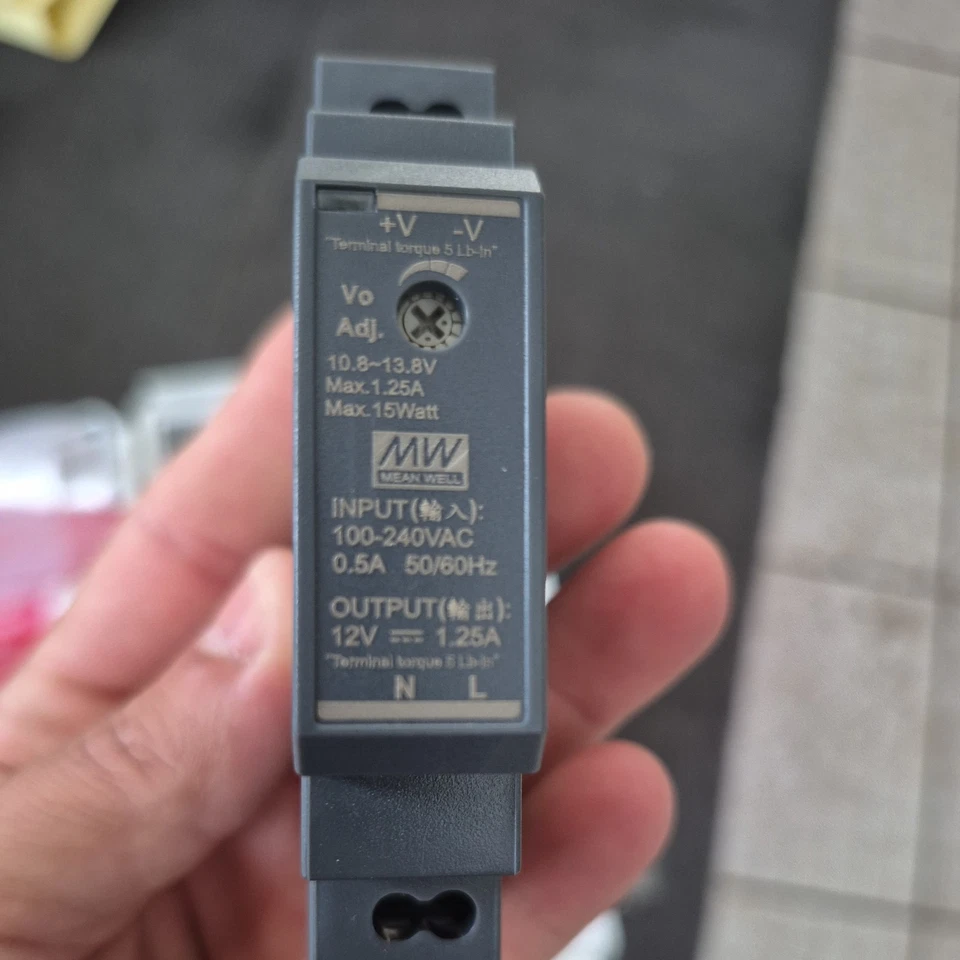 +V -V
"Terminal torque 5 Lb-in"
Vo
Adj.
10.8~13.8V
Max.1.25A
Max.15Watt
MW
MEAN WELL
INPUT(輸入):
100-240VAC
0.5A 50/60Hz
OUTPUT(輸出):
12V ⎓ 1.25A
"Terminal torque 5 Lb-in"
N L